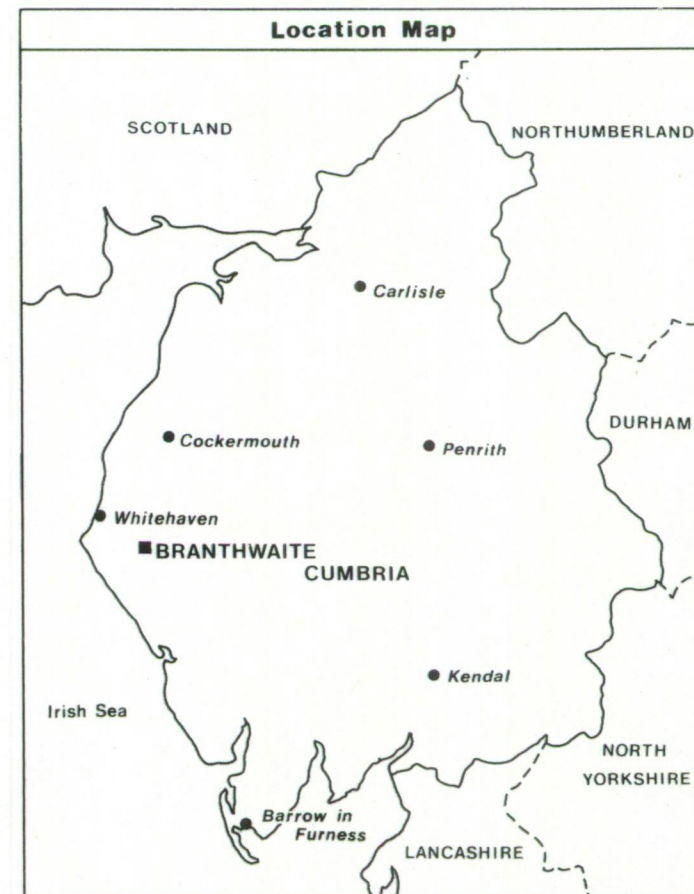 Location Map
SCOTLAND
NORTHUMBERLAND
Carlisle
DURHAM
Cockermouth
Penrith
Whitehaven
BRANTHWAITE
CUMBRIA
Kendal
Irish Sea
NORTH
YORKSHIRE
Barrow in
Furness
LANCASHIRE